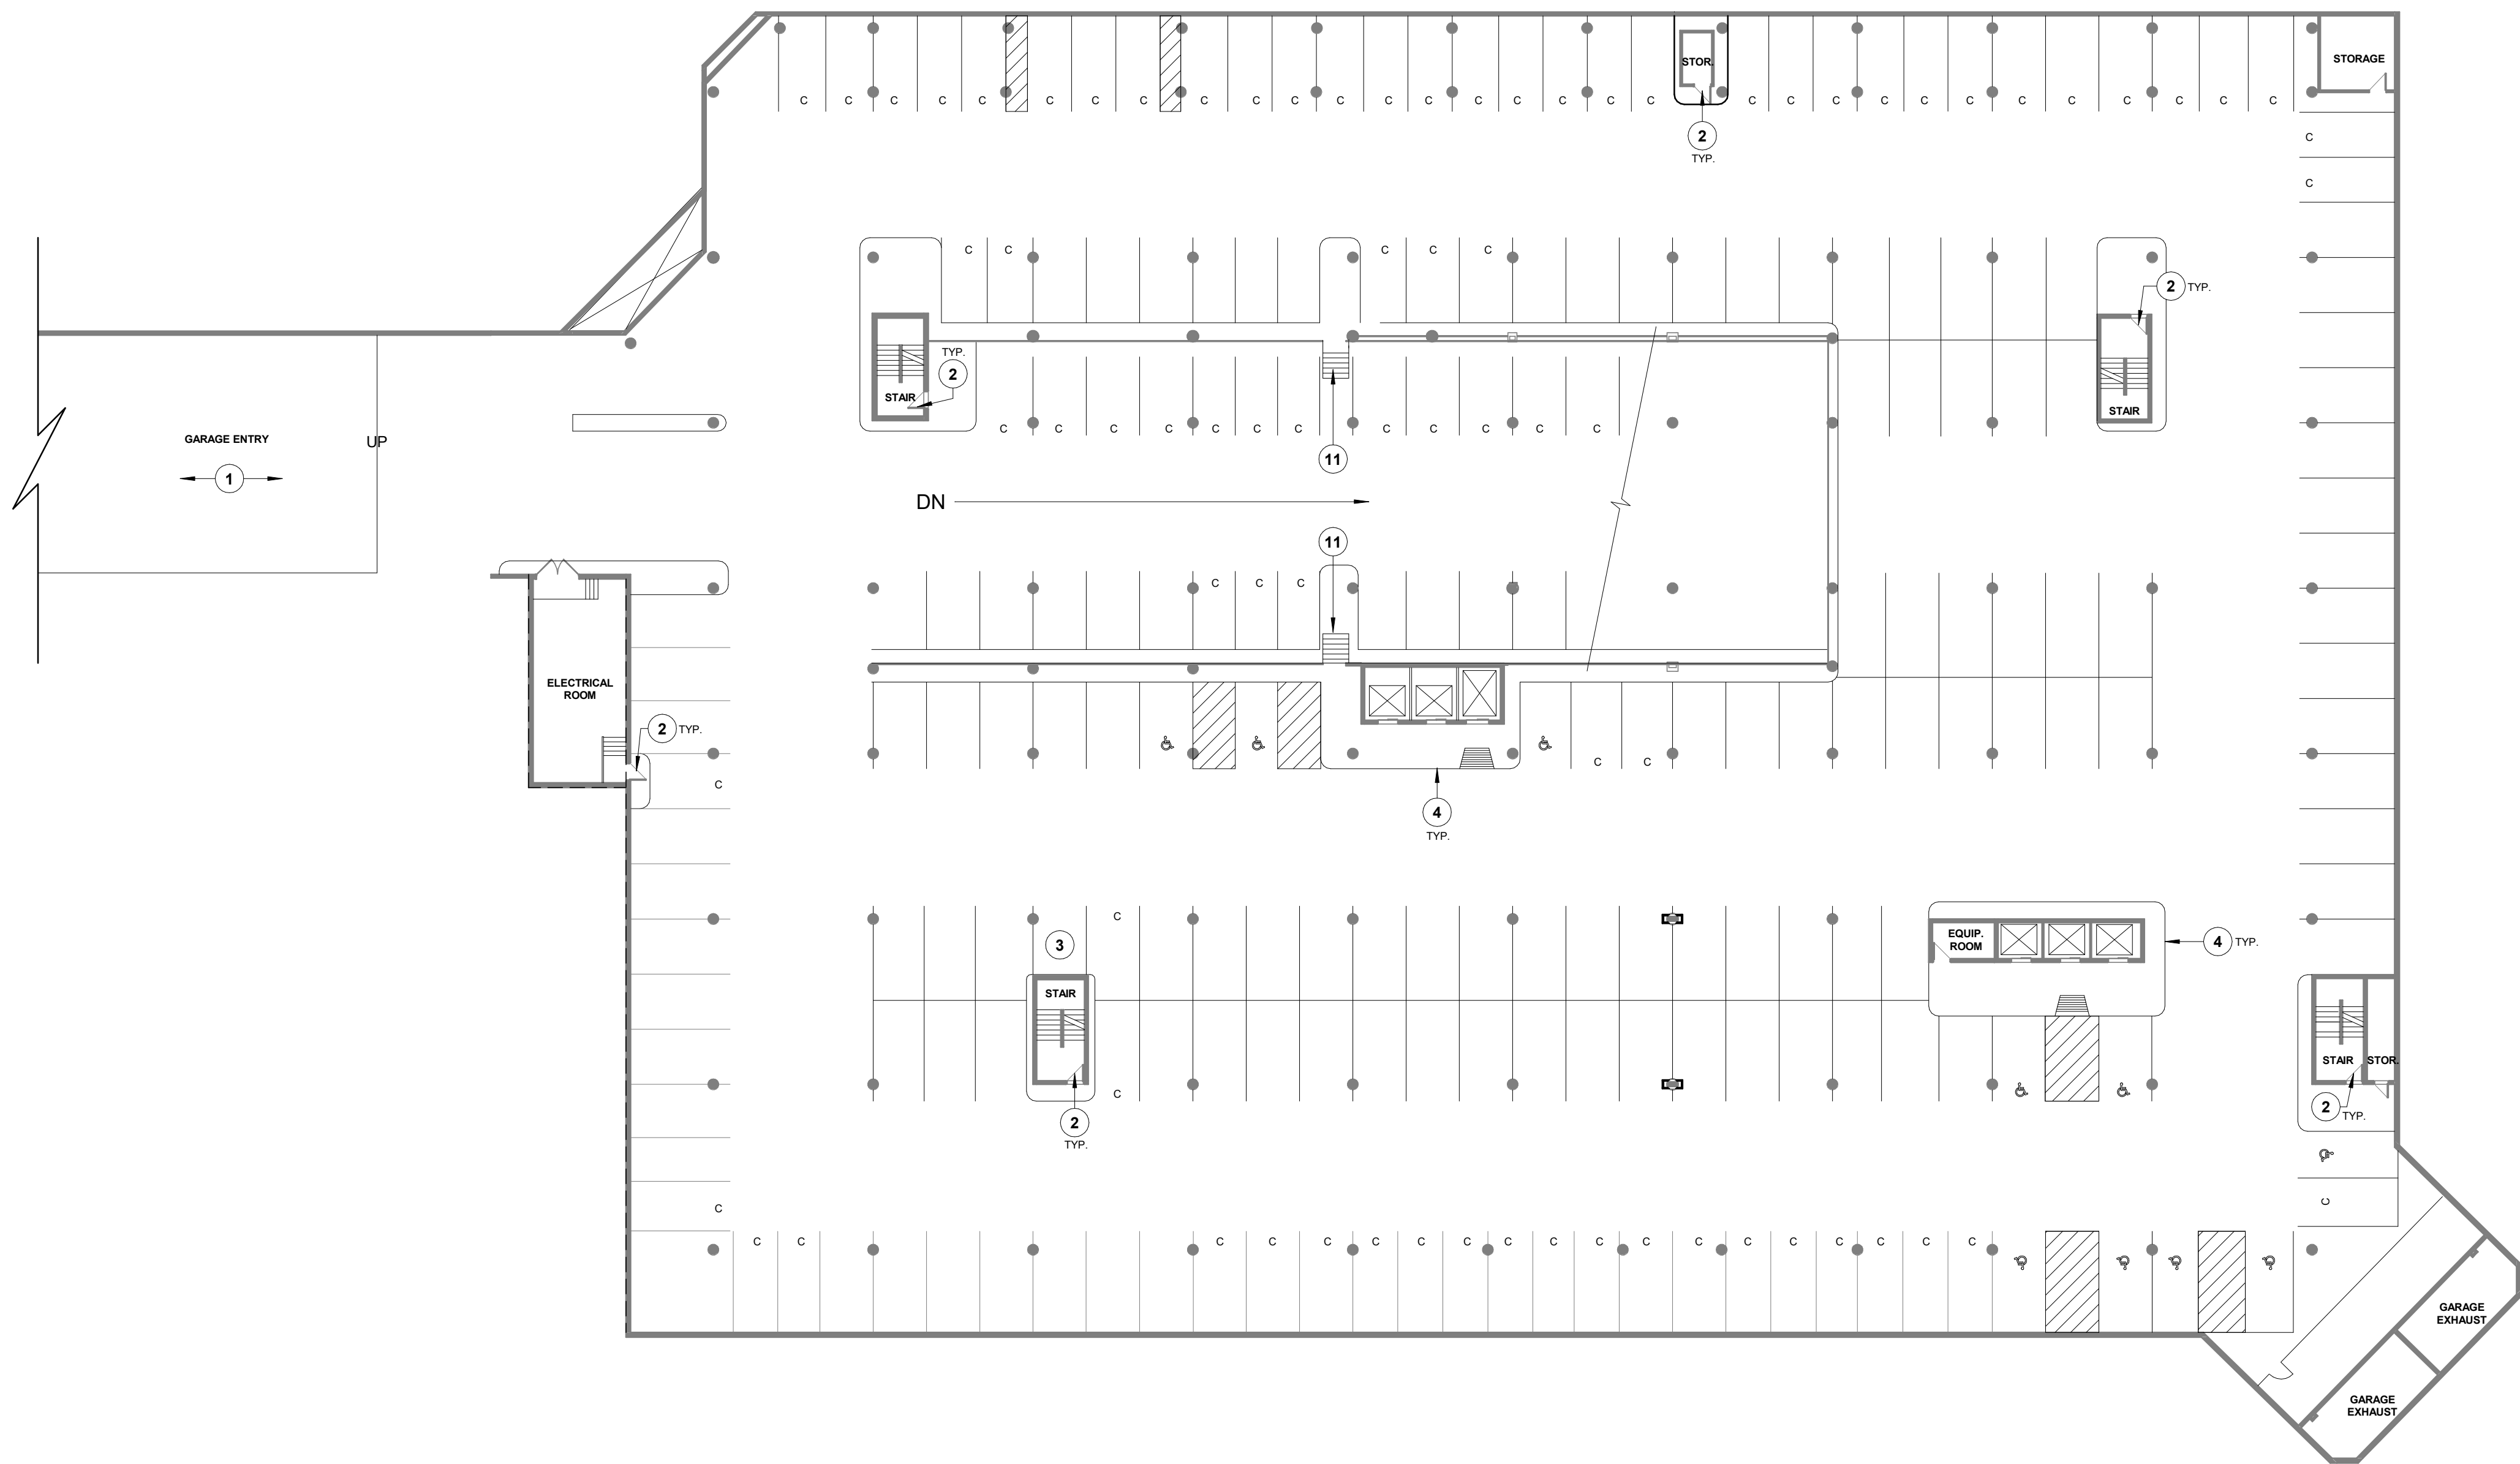 STORAGE
STOR.
C C C C C C C C C C C C C C C C C C C C C C C C C C C C C C C
2
TYP.
C
C
C C C C C
2 TYP.
TYP.
2
STAIR
STAIR
C C C C C C C C C C C C
GARAGE ENTRY
UP
11
1
DN
11
C C C
ELECTRICAL
ROOM
2 TYP.
C C
C
4
TYP.
C
3
EQUIP.
ROOM
4 TYP.
STAIR
STAIR
STOR.
C
2
TYP.
2
TYP.
C
C
C C C C C C C C C C C C C C C C C C C
GARAGE
EXHAUST
GARAGE
EXHAUST